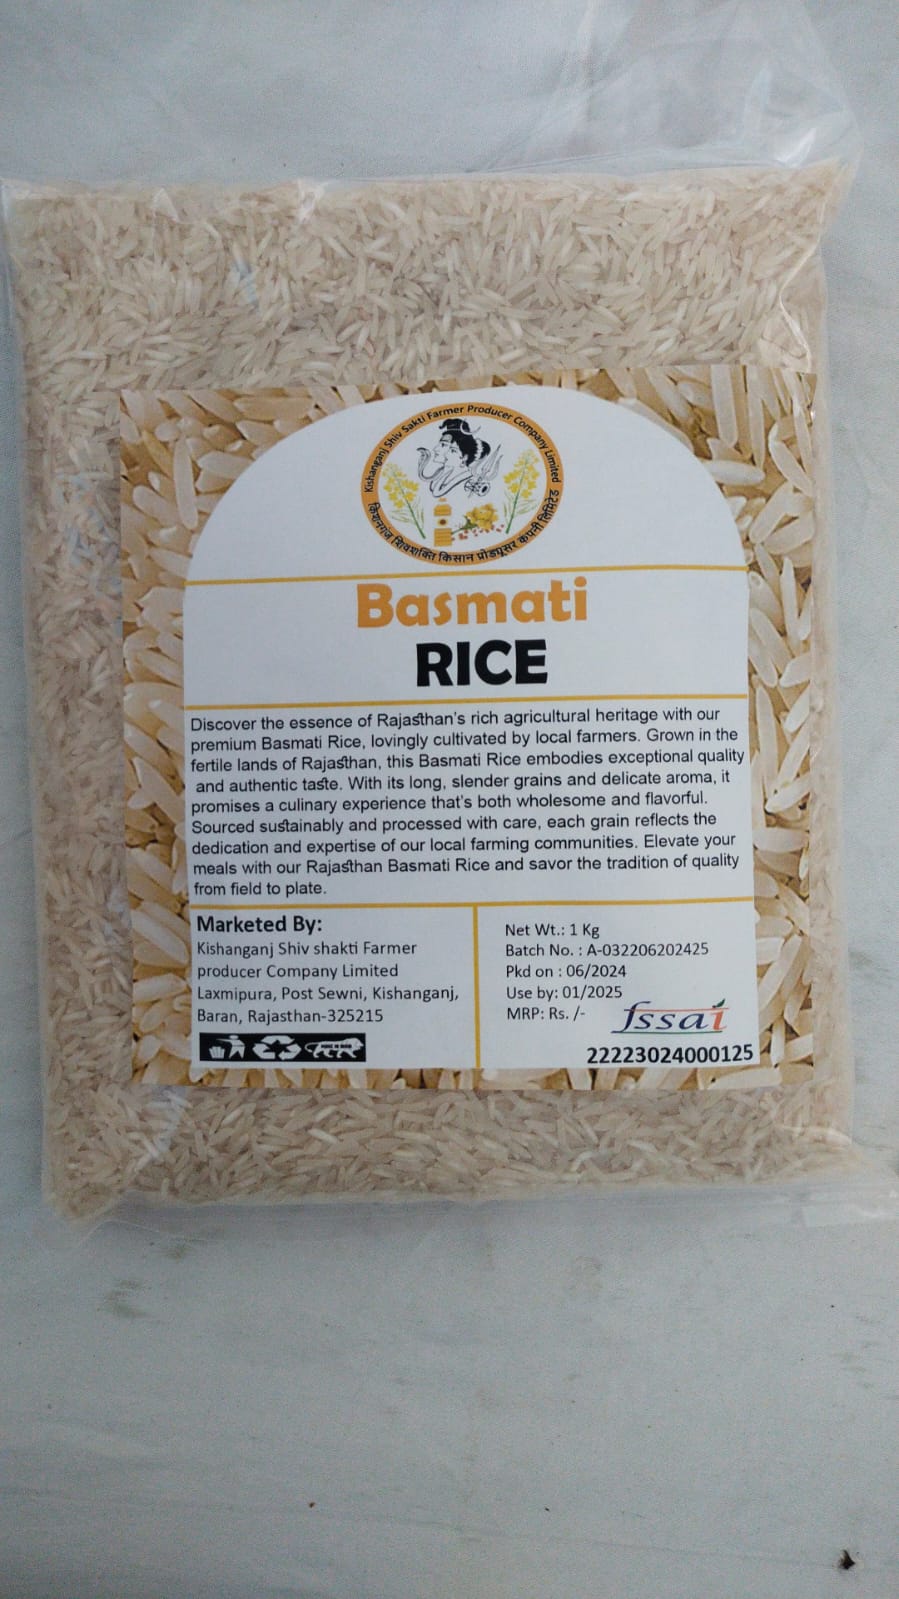 Kishanganj Shiv Sakti Farmer Producer Company Limited
किशनगंज शिवशक्ति किसान प्रोड्यूसर कंपनी लिमिटेड
Basmati
RICE
Discover the essence of Rajasthan's rich agricultural heritage with our
premium Basmati Rice, lovingly cultivated by local farmers. Grown in the
fertile lands of Rajasthan, this Basmati Rice embodies exceptional quality
and authentic taste. With its long, slender grains and delicate aroma, it
promises a culinary experience that's both wholesome and flavorful.
Sourced sustainably and processed with care, each grain reflects the
dedication and expertise of our local farming communities. Elevate your
meals with our Rajasthan Basmati Rice and savor the tradition of quality
from field to plate.
Marketed By:
Kishanganj Shiv shakti Farmer
producer Company Limited
Laxmipura, Post Sewni, Kishanganj,
Baran, Rajasthan-325215
Net Wt.: 1 Kg
Batch No. : A-032206202425
Pkd on : 06/2024
Use by: 01/2025
MRP: Rs. /-
fssai
22223024000125